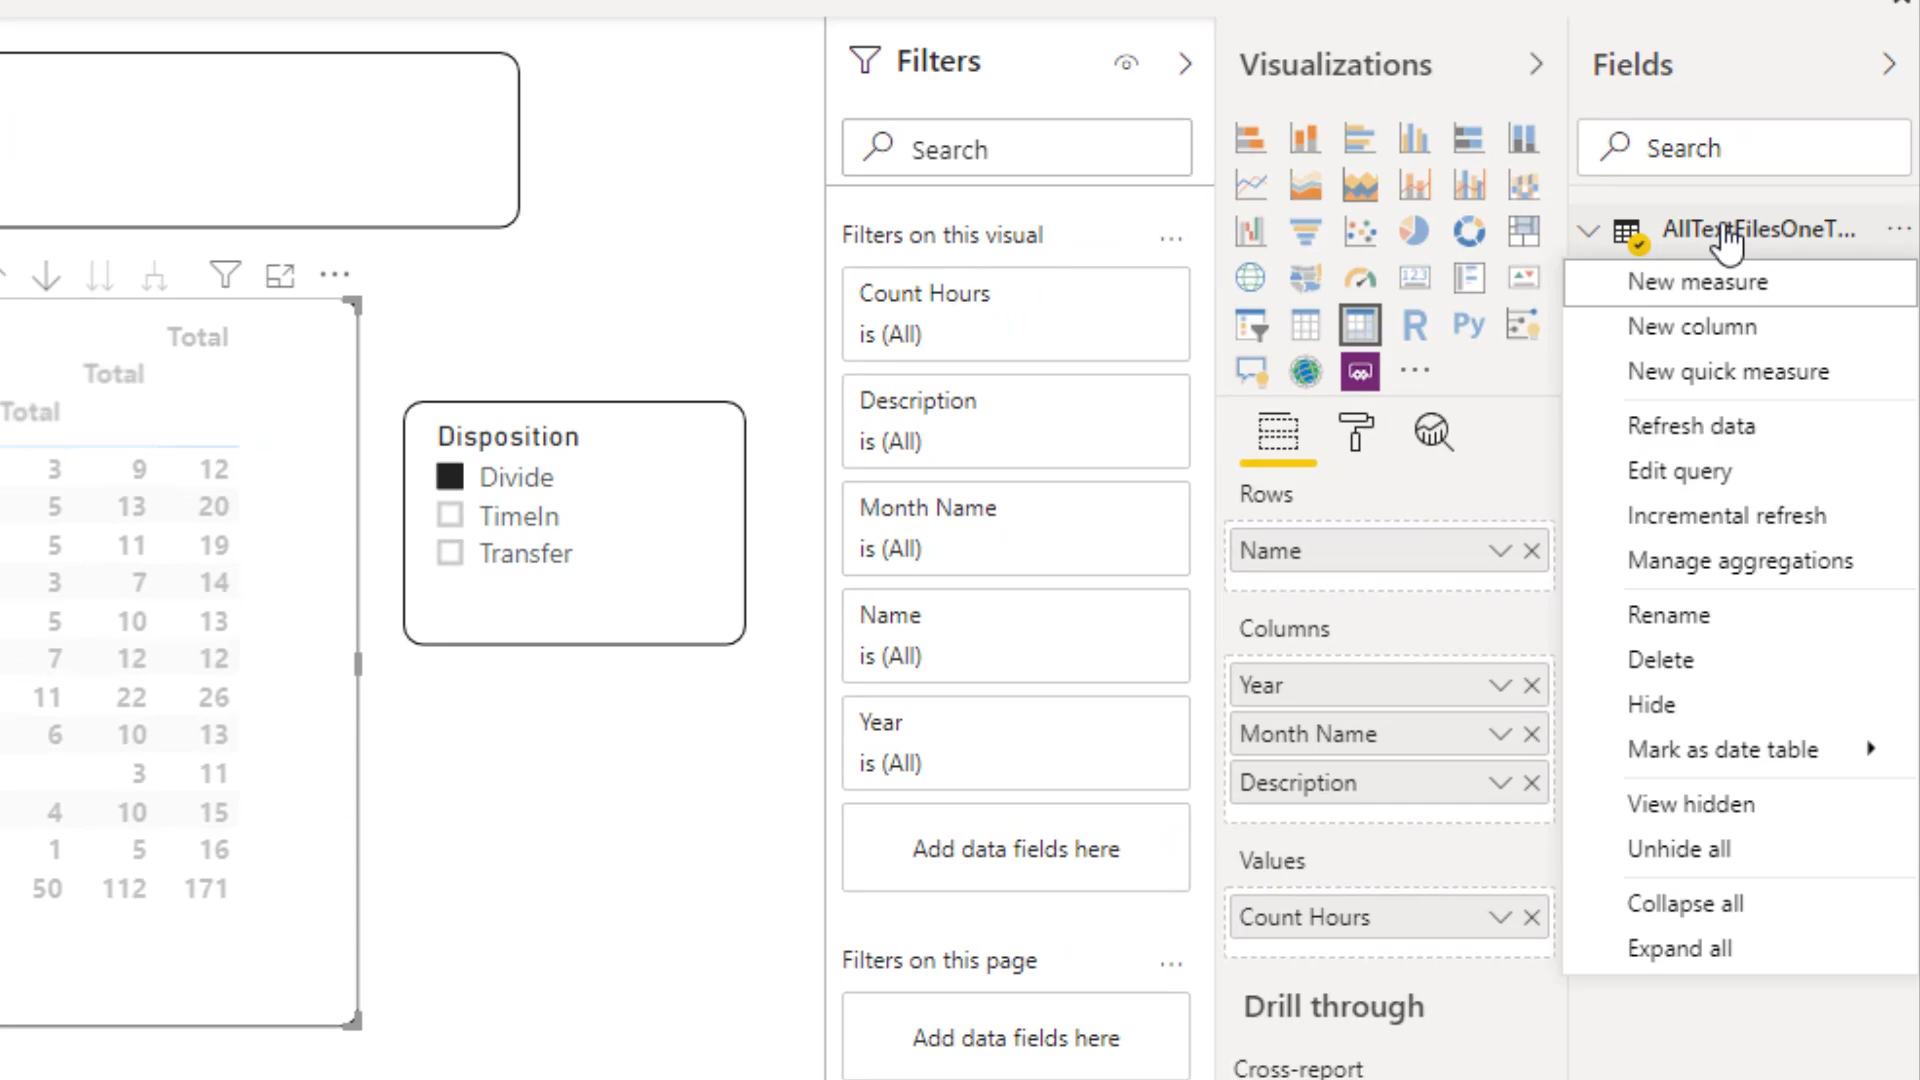 Total
Total
Total
3 9 12
5 13 20
5 11 19
3 7 14
5 10 13
7 12 12
11 22 26
6 10 13
3 11
4 10 15
1 5 16
50 112 171
Disposition
Divide
TimeIn
Transfer
Filters
Search
Filters on this visual
Count Hours
is (All)
Description
is (All)
Month Name
is (All)
Name
is (All)
Year
is (All)
Add data fields here
Filters on this page
Add data fields here
Visualizations
123
R
Py
Rows
Name
Columns
Year
Month Name
Description
Values
Count Hours
Drill through
Cross-report
Fields
Search
AllTextFilesOneT...
New measure
New column
New quick measure
Refresh data
Edit query
Incremental refresh
Manage aggregations
Rename
Delete
Hide
Mark as date table
View hidden
Unhide all
Collapse all
Expand all